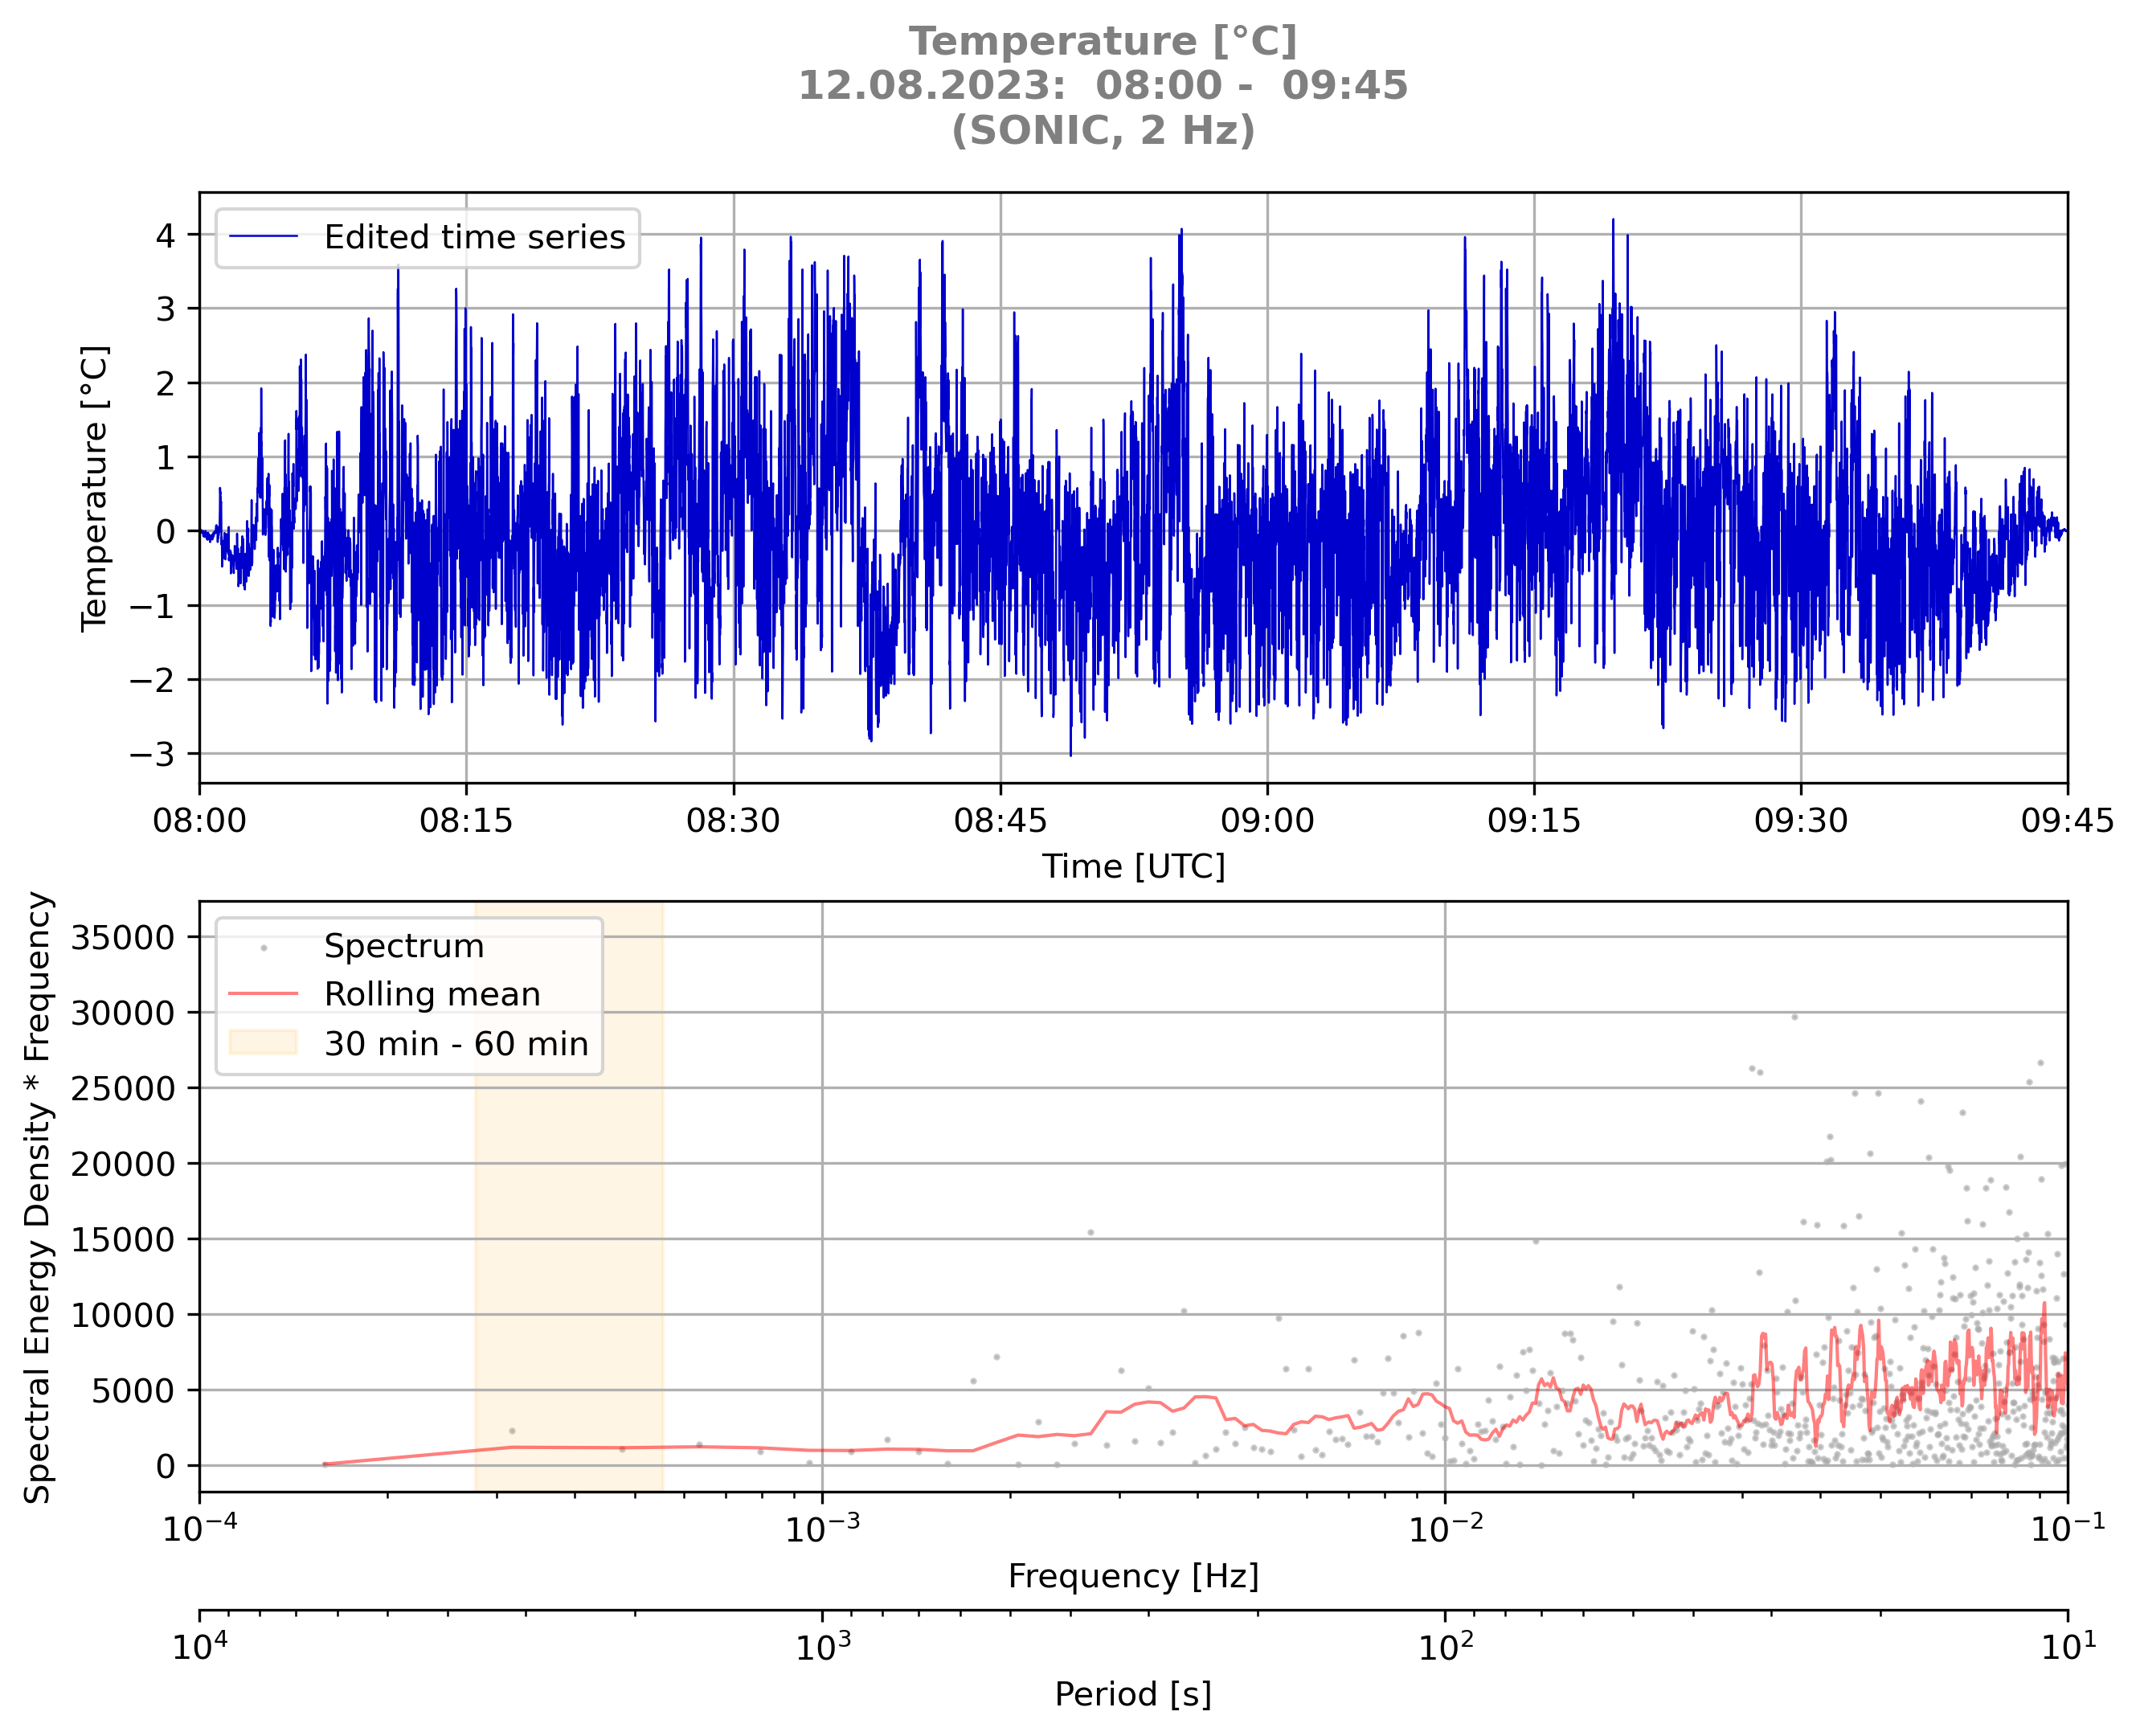 Temperature [°C]
12.08.2023:  08:00 -  09:45
(SONIC, 2 Hz)
Edited time series
Temperature [°C]
4
3
2
1
0
−1
−2
−3
08:00 08:15 08:30 08:45 09:00 09:15 09:30 09:45
Time [UTC]
Spectrum
Rolling mean
30 min - 60 min
Spectral Energy Density * Frequency
35000
30000
25000
20000
15000
10000
5000
0
10⁻⁴ 10⁻³ 10⁻² 10⁻¹
Frequency [Hz]
10⁴ 10³ 10² 10¹
Period [s]